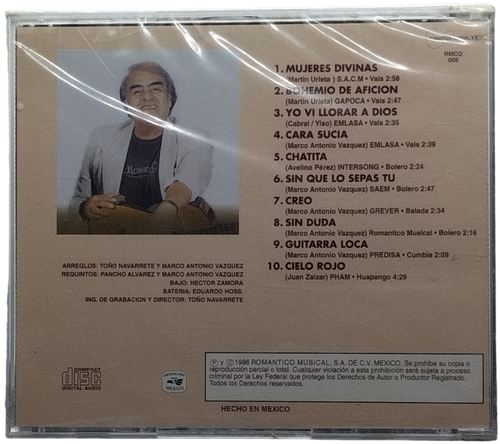 RMCD
008
1. MUJERES DIVINAS
(Martin Urieta ) S.A.C.M • Vals 2:58
2. BOHEMIO DE AFICION
(Martin Urieta) GAPOCA • Vals 2:47
3. YO VI LLORAR A DIOS
(Cabral / Yiso) EMLASA • Vals 2:35
4. CARA SUCIA
(Marco Antonio Vazquez) EMLASA • Vals 2:39
5. CHATITA
(Avelino Pérez) INTERSONG • Bolero 2:24
6. SIN QUE LO SEPAS TU
(Marco Antonio Vazquez) SAEM • Bolero 2:47
7. CREO
(Marco Antonio Vazquez) GREVER • Balada 2:34
8. SIN DUDA
(Marco Antonio Vazquez) Romantico Musical • Bolero 2:16
9. GUITARRA LOCA
(Marco Antonio Vazquez) PREDISA • Cumbia 2:09
10. CIELO ROJO
(Juan Zaizar) PHAM • Huapango 4:29
ARREGLOS: TOÑO NAVARRETE Y MARCO ANTONIO VAZQUEZ
REQUINTOS: PANCHO ALVAREZ Y MARCO ANTONIO VAZQUEZ
BAJO: HECTOR ZAMORA
BATERIA: EDUARDO HOSS.
ING. DE GRABACION Y DIRECTOR: TOÑO NAVARRETE
COMPACT
disc
DIGITAL AUDIO
HECHO EN
MEXICO
Ⓟ y Ⓒ 1996 ROMANTICO MUSICAL, S.A. DE C.V. MEXICO. Se prohibe su copia o
reproducción parcial o total. Cualquier violación a esta prohibición será sujeta a proceso
criminal por la Ley Federal que protege los Derechos de Autor o Productor Registrado.
Todos los Derechos reservados.
HECHO EN MEXICO